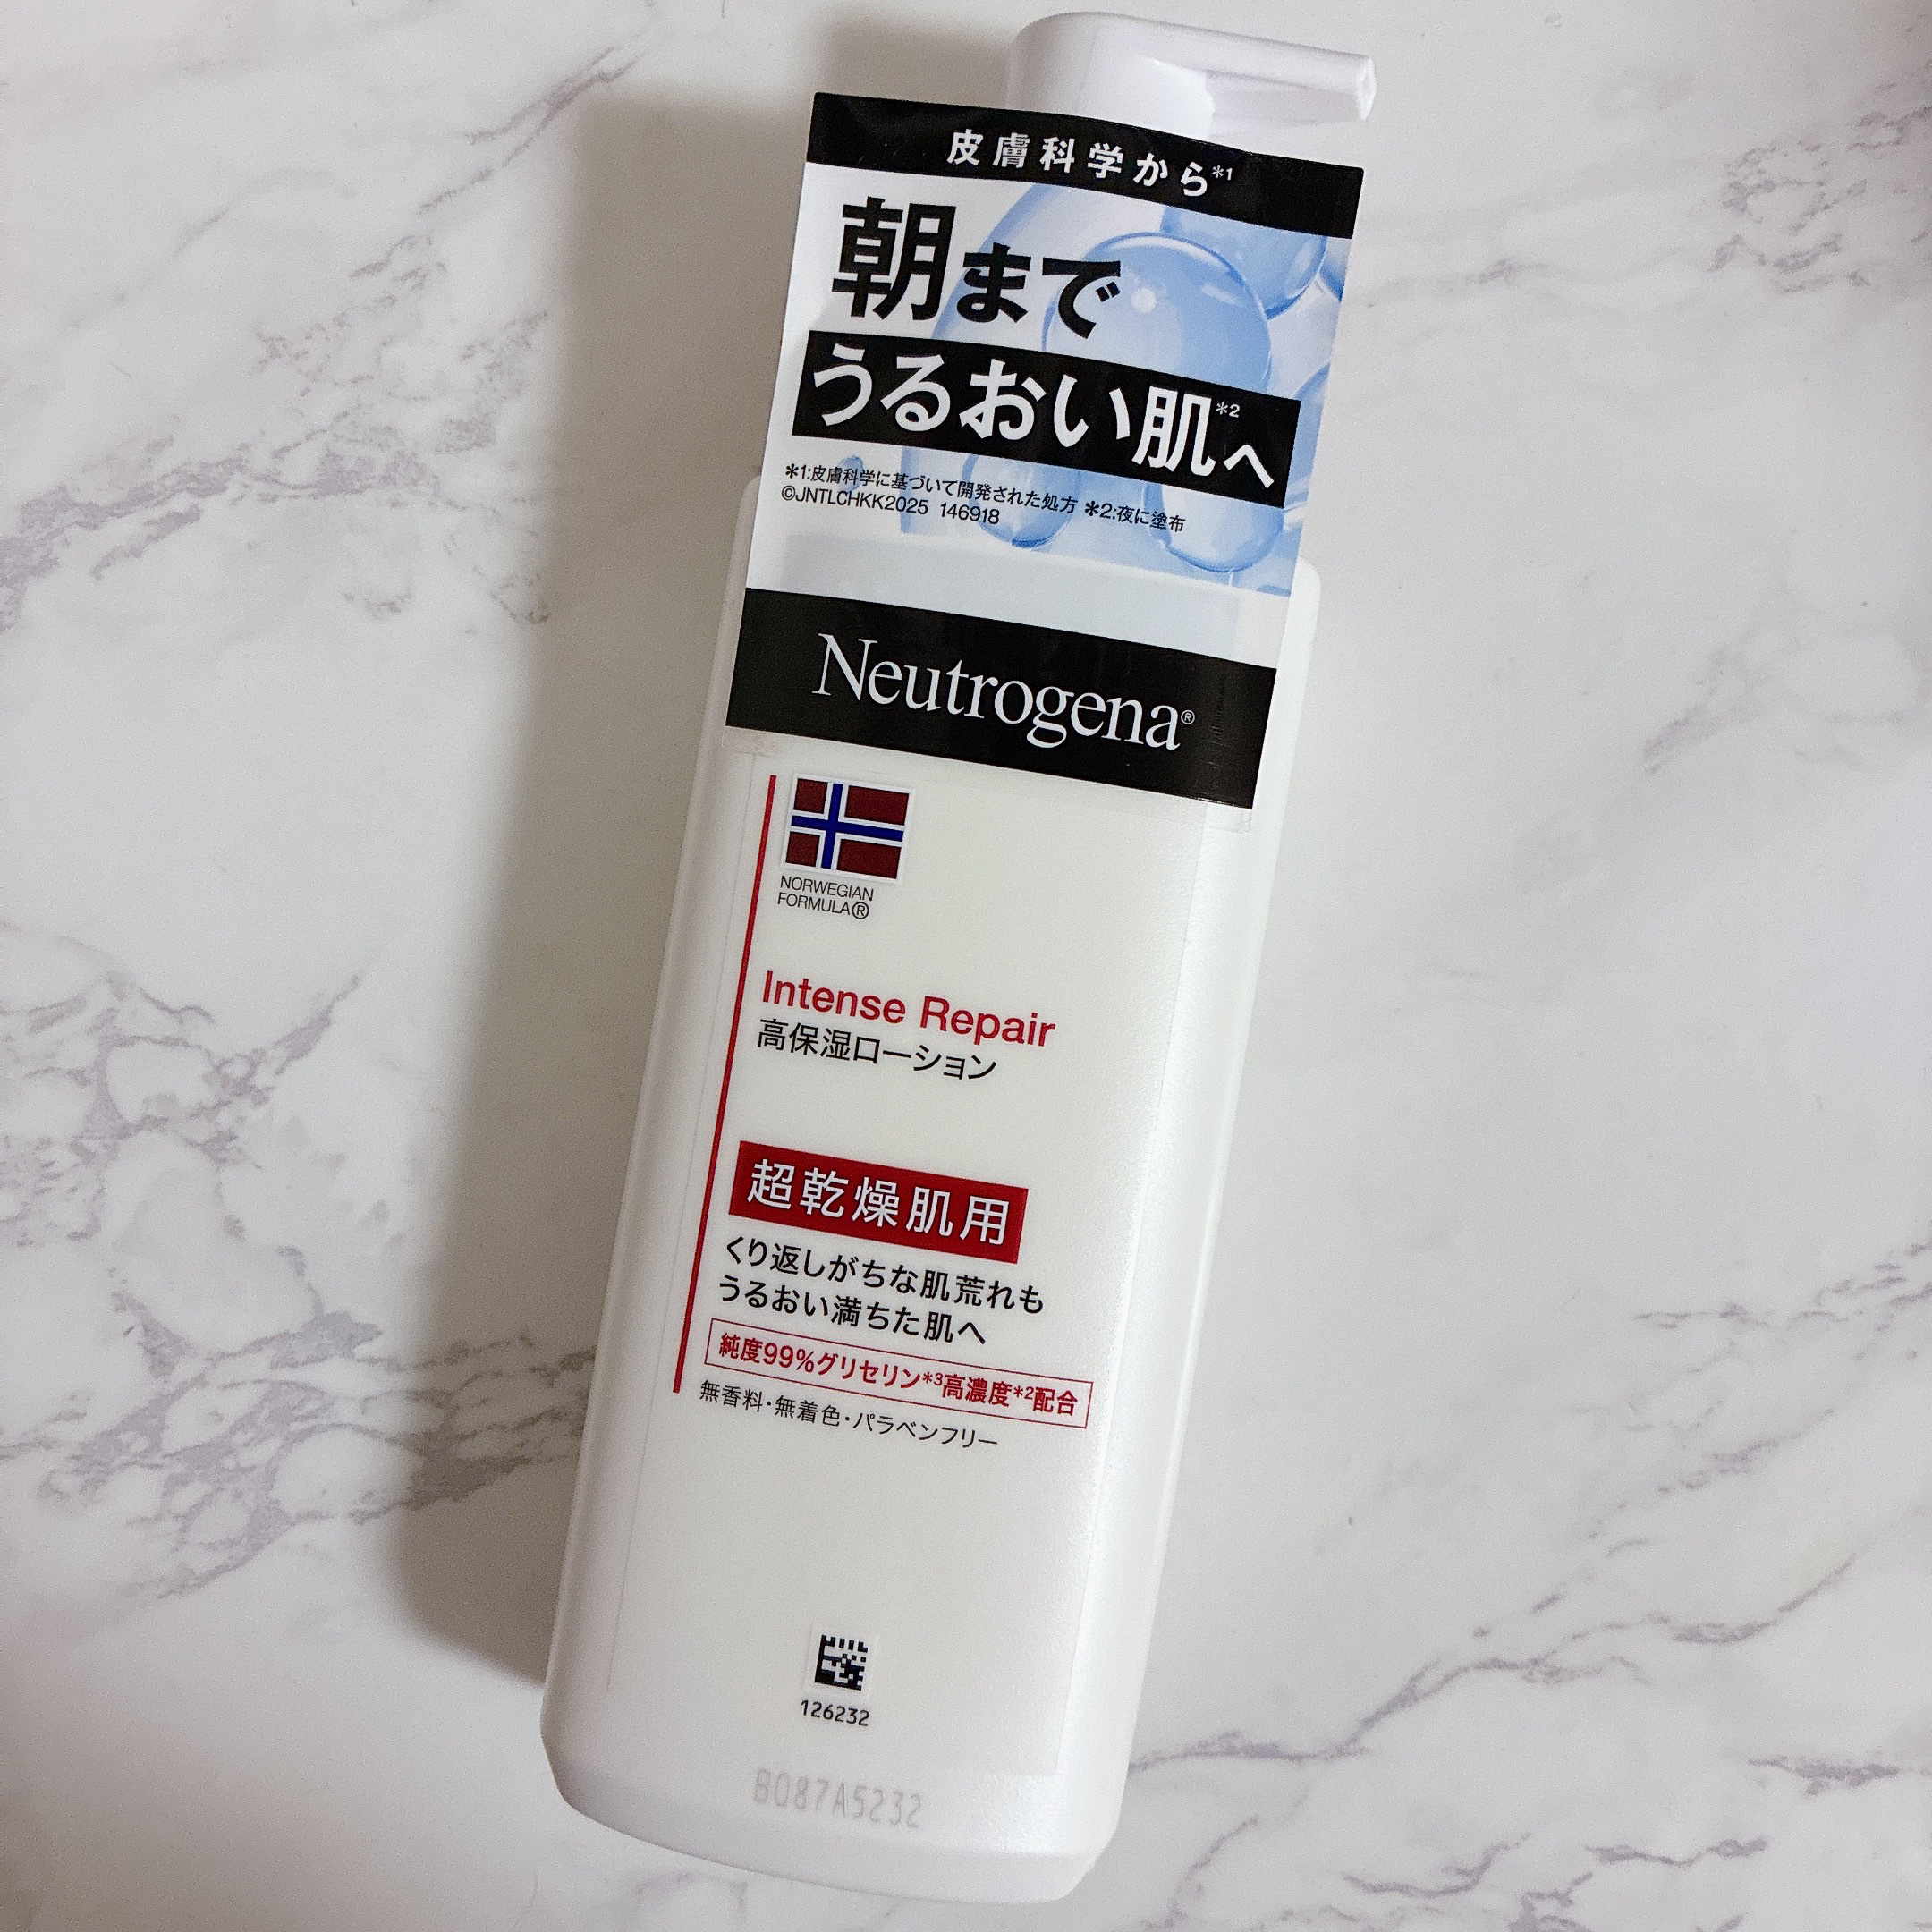 皮膚科学から*1
朝まで
うるおい肌*2へ
*1:皮膚科学に基づいて開発された処方 *2:夜に塗布
©JNTLCHKK2025 146918
Neutrogena®
NORWEGIAN
FORMULA®
Intense Repair
高保湿ローション
超乾燥肌用
くり返しがちな肌荒れも
うるおい満ちた肌へ
純度99%グリセリン*3高濃度*2配合
無香料・無着色・パラベンフリー
126232
B087A5232